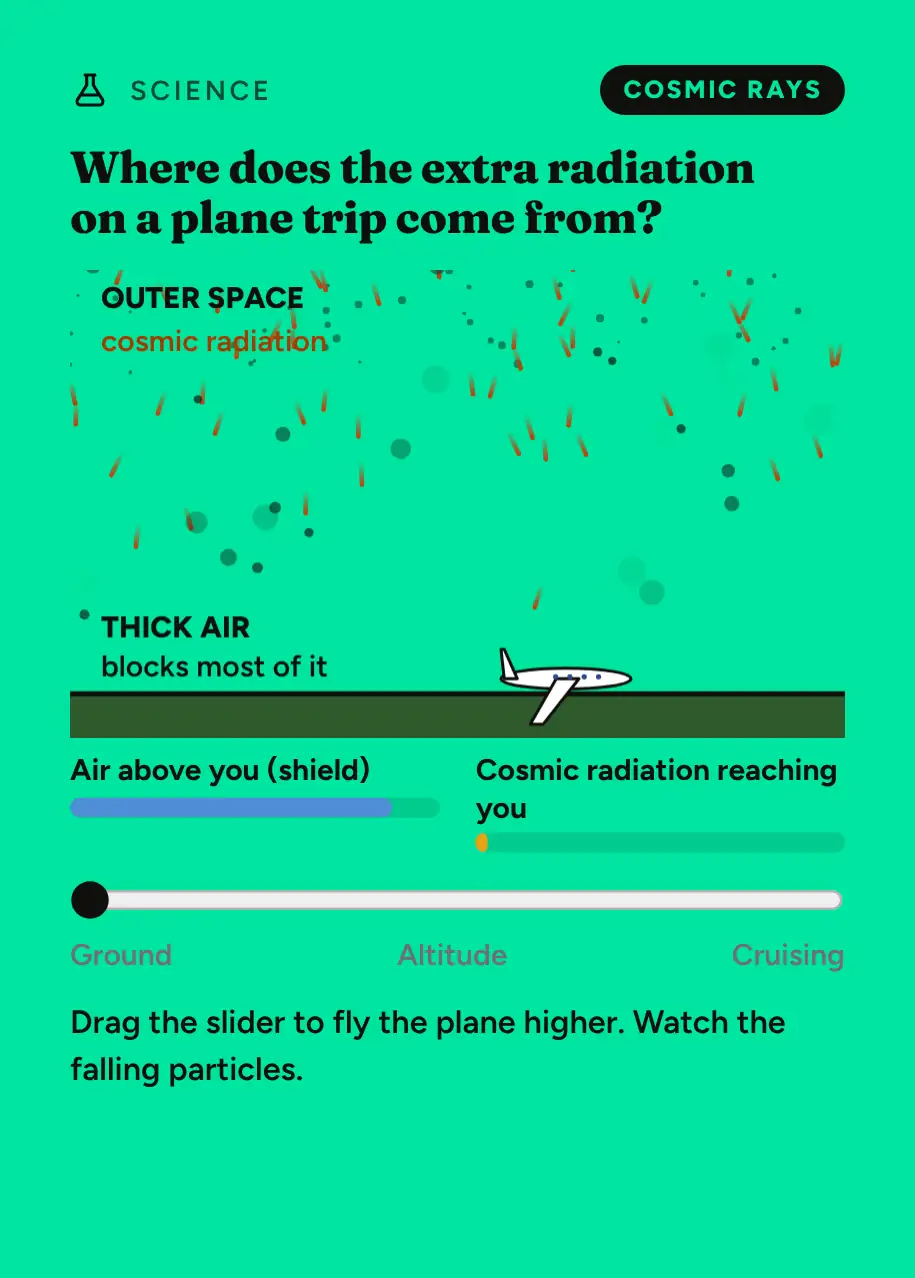 SCIENCE
COSMIC RAYS
Where does the extra radiation
on a plane trip come from?
OUTER SPACE
cosmic radiation
THICK AIR
blocks most of it
Air above you (shield)
Cosmic radiation reaching
you
Ground
Altitude
Cruising
Drag the slider to fly the plane higher. Watch the
falling particles.